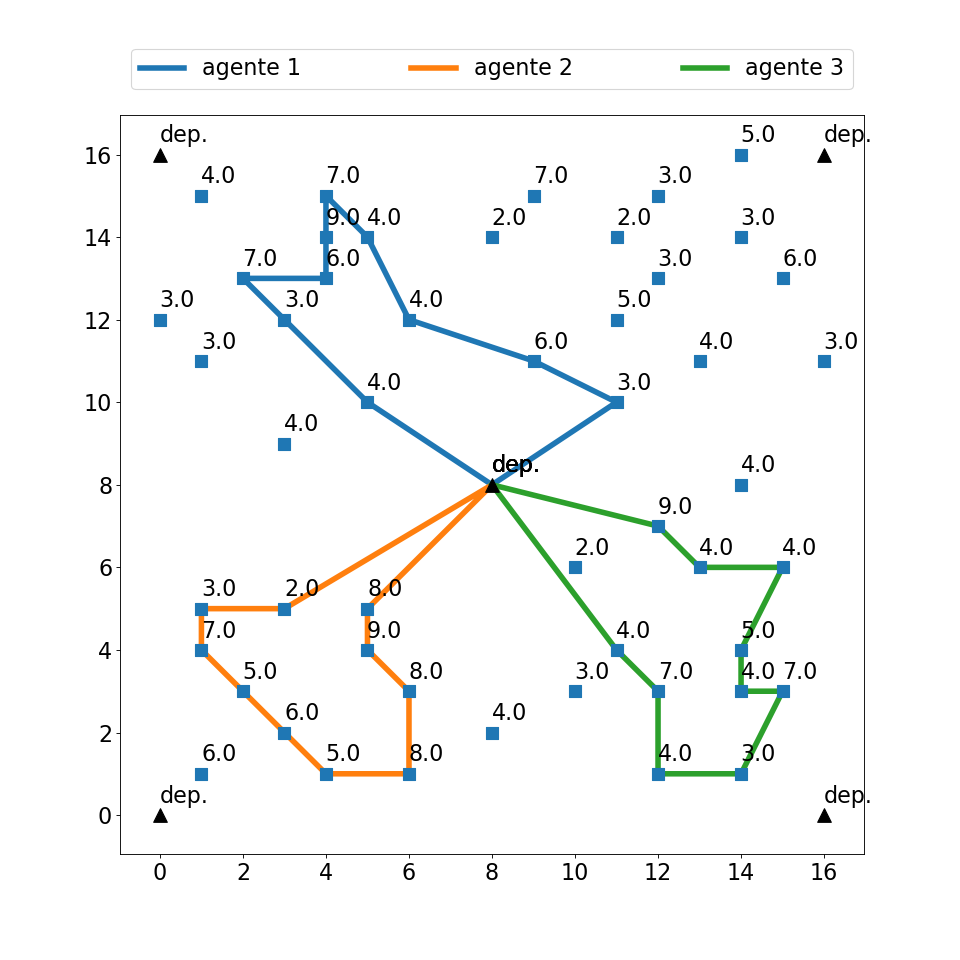 agente 1 agente 2 agente 3
dep. 5.0 dep.
16
4.0 7.0 7.0 3.0
9.0 4.0 2.0 2.0 3.0
14
7.0 6.0 3.0 6.0
3.0 3.0 4.0 5.0
12
3.0 6.0 4.0 3.0
4.0 3.0
10
4.0
dep. 4.0
8
9.0
2.0 4.0 4.0
6
3.0 2.0 8.0
7.0 9.0 4.0 5.0
4
5.0 8.0 3.0 7.0 4.0 7.0
6.0 4.0
2
6.0 5.0 8.0 4.0 3.0
dep. dep.
0
0 2 4 6 8 10 12 14 16